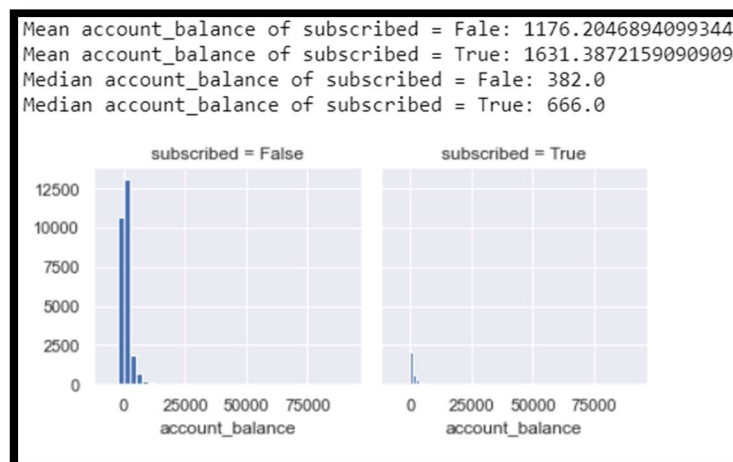 Mean account_balance of subscribed = Fale: 1176.2046894099344
Mean account_balance of subscribed = True: 1631.3872159090909
Median account_balance of subscribed = Fale: 382.0
Median account_balance of subscribed = True: 666.0
subscribed = False subscribed = True
12500
10000
7500
5000
2500
0
0 25000 50000 75000 0 25000 50000 75000
account_balance account_balance